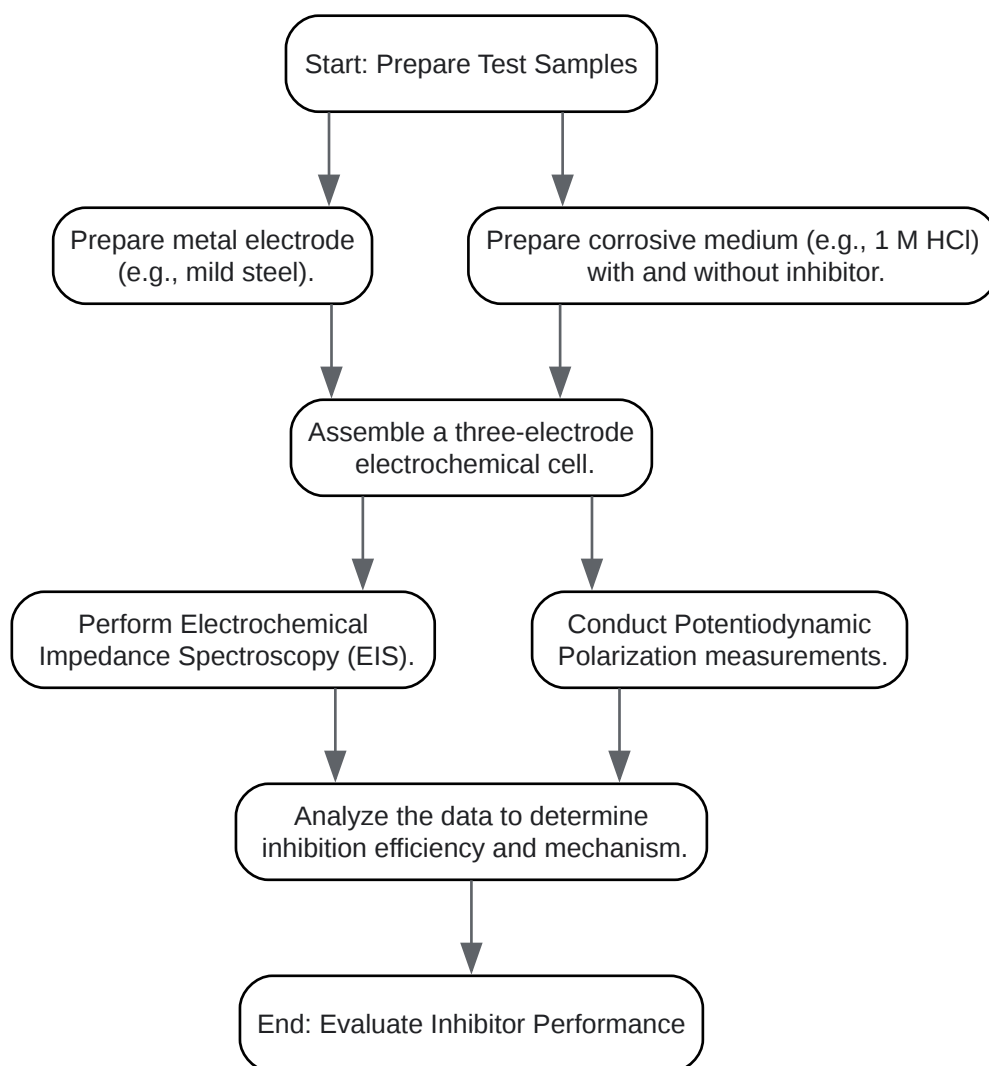 Start: Prepare Test Samples
Prepare metal electrode
(e.g., mild steel).
Prepare corrosive medium (e.g., 1 M HCl)
with and without inhibitor.
Assemble a three-electrode
electrochemical cell.
Perform Electrochemical
Impedance Spectroscopy (EIS).
Conduct Potentiodynamic
Polarization measurements.
Analyze the data to determine
inhibition efficiency and mechanism.
End: Evaluate Inhibitor Performance